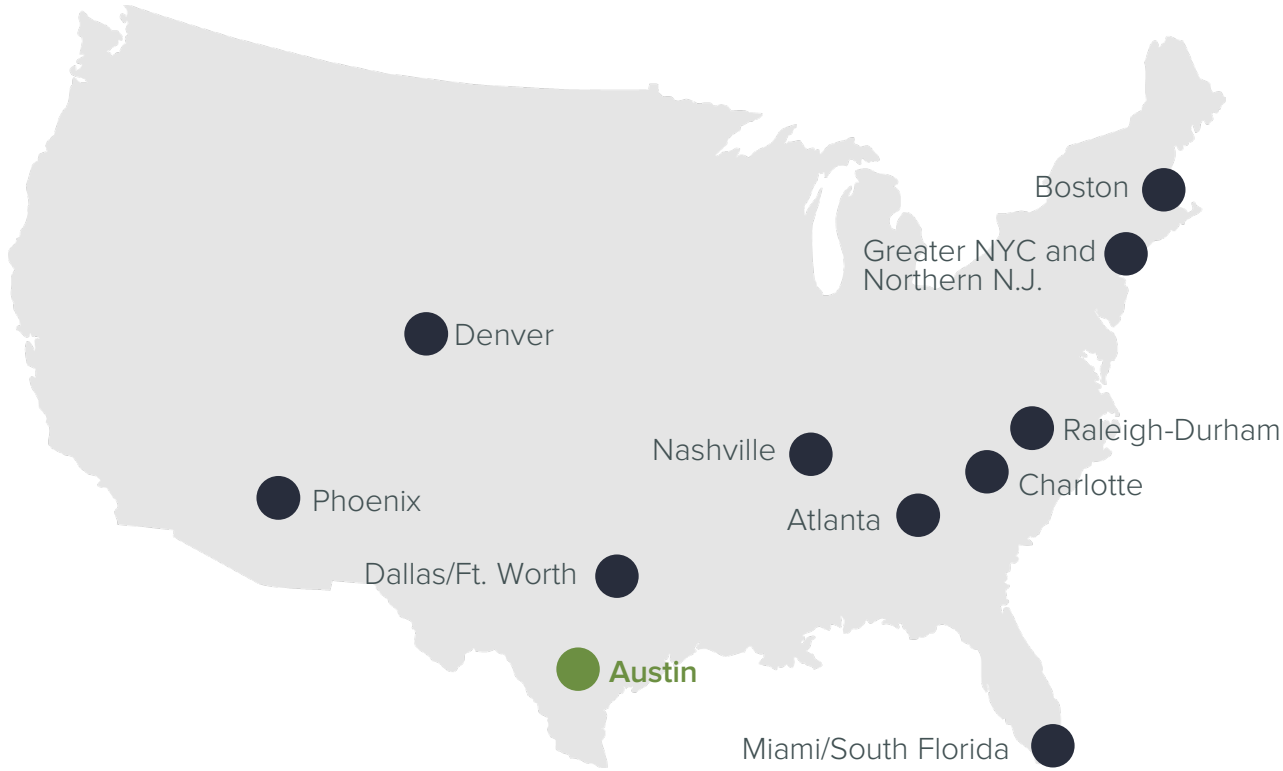 Boston
Greater NYC and
Northern N.J.
Denver
Raleigh-Durham
Nashville
Charlotte
Phoenix
Atlanta
Dallas/Ft. Worth
Austin
Miami/South Florida